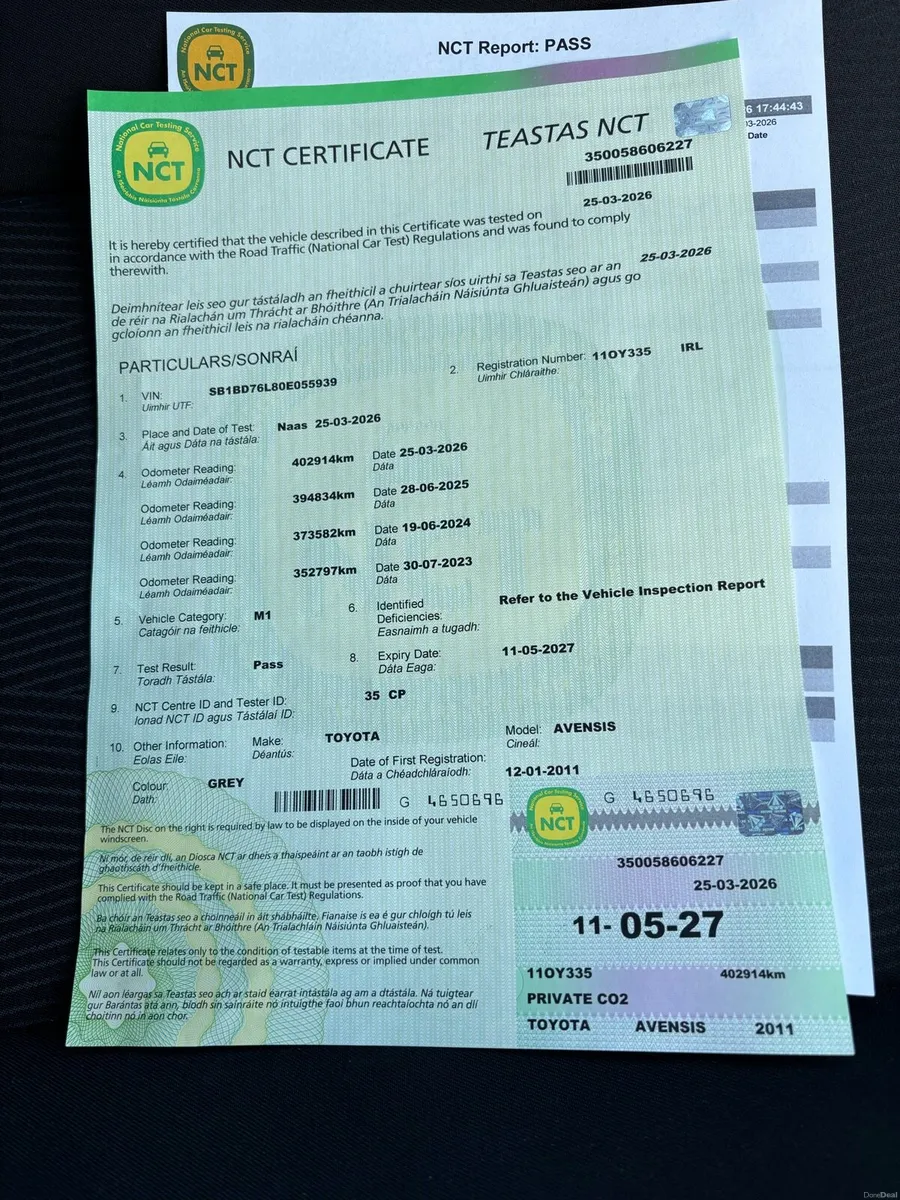 National Car Testing Service
NCT
NCT Report: PASS
6 17:44:43
03-2026
Date
National Car Testing Service
NCT
An tSeirbhís Náisiúnta Tástála Carranna
NCT CERTIFICATE
TEASTAS NCT
350058606227
25-03-2026
It is hereby certified that the vehicle described in this Certificate was tested on
in accordance with the Road Traffic (National Car Test) Regulations and was found to comply
therewith.
25-03-2026
Deimhnítear leis seo gur tástáladh an fheithicil a chuirtear síos uirthi sa Teastas seo ar an
de réir na Rialachán um Thrácht ar Bhóithre (An Trialacháin Náisiúnta Ghluaisteán) agus go
gcloíonn an fheithicil leis na rialacháin chéanna.
PARTICULARS/SONRAÍ
1. VIN: SB1BD76L80E055939
Uimhir UTF:
2. Registration Number: 11OY335 IRL
Uimhir Chláraithe:
3. Place and Date of Test: Naas 25-03-2026
Áit agus Dáta na tástála:
4. Odometer Reading: 402914km Date 25-03-2026
Léamh Odaiméadair: Dáta
Odometer Reading: 394834km Date 28-06-2025
Léamh Odaiméadair: Dáta
Odometer Reading: 373582km Date 19-06-2024
Léamh Odaiméadair: Dáta
Odometer Reading: 352797km Date 30-07-2023
Léamh Odaiméadair: Dáta
5. Vehicle Category: M1
Catagóir na feithicle:
6. Identified
Deficiencies:
Easnaimh a tugadh:
Refer to the Vehicle Inspection Report
7. Test Result: Pass
Toradh Tástála:
8. Expiry Date: 11-05-2027
Dáta Eaga:
9. NCT Centre ID and Tester ID: 35 CP
Ionad NCT ID agus Tástálaí ID:
10. Other Information:
Eolas Eile:
Make: TOYOTA
Déantús:
Model: AVENSIS
Cineál:
Date of First Registration: 12-01-2011
Dáta a Chéadchláraíodh:
Colour: GREY
Dath:
G 4650696
The NCT Disc on the right is required by law to be displayed on the inside of your vehicle
windscreen.
Ní mór, de réir dlí, an Diosca NCT ar dheis a thaispeáint ar an taobh istigh de
ghaothscáth d'fheithicle.
This Certificate should be kept in a safe place. It must be presented as proof that you have
complied with the Road Traffic (National Car Test) Regulations.
Ba chóir an Teastas seo a choinneáil in áit shábháilte. Fianaise is ea é gur chloígh tú leis
na Rialacháin um Thrácht ar Bhóithre (An Trialacháin Náisiúnta Ghluaisteán).
This Certificate relates only to the condition of testable items at the time of test.
This Certificate should not be regarded as a warranty, express or implied under common
law or at all.
Níl aon léargas sa Teastas seo ach ar staid earraí intástála ag am a dtástála. Ná tuigtear
gur Barántas atá ann, bíodh sin sainráite nó intuigthe faoi bhun reachtaíochta nó an dlí
choitinn nó in aon chor.
NCT
G 4650696
350058606227
25-03-2026
11-05-27
11OY335 402914km
PRIVATE CO2
TOYOTA AVENSIS 2011
DoneDeal